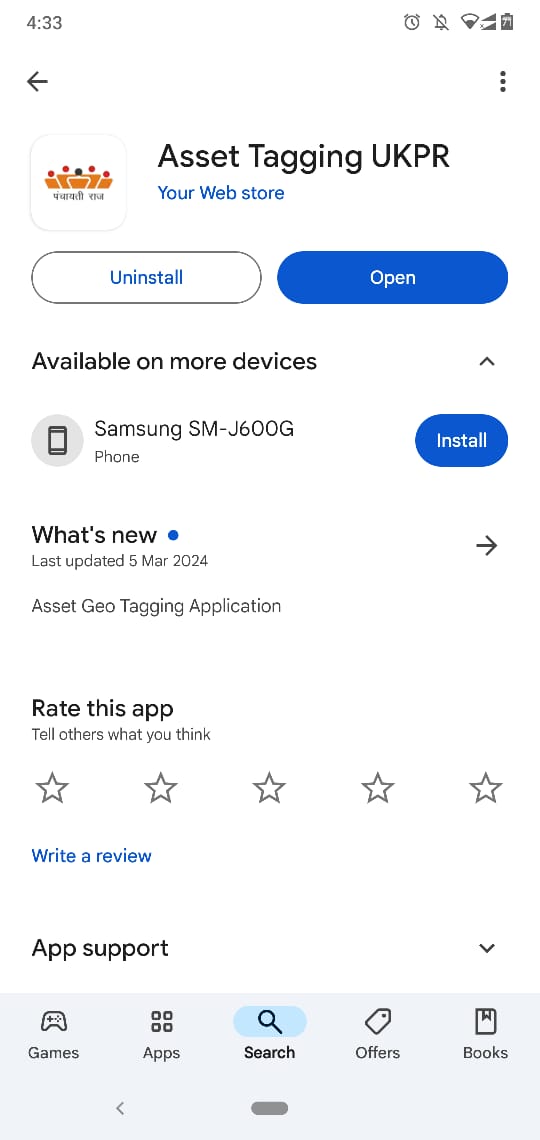 4:33
71
Asset Tagging UKPR
पंचायती राज
Your Web store
Uninstall
Open
Available on more devices
Samsung SM-J600G
Phone
Install
What's new
Last updated 5 Mar 2024
Asset Geo Tagging Application
Rate this app
Tell others what you think
Write a review
App support
Games
Apps
Search
Offers
Books